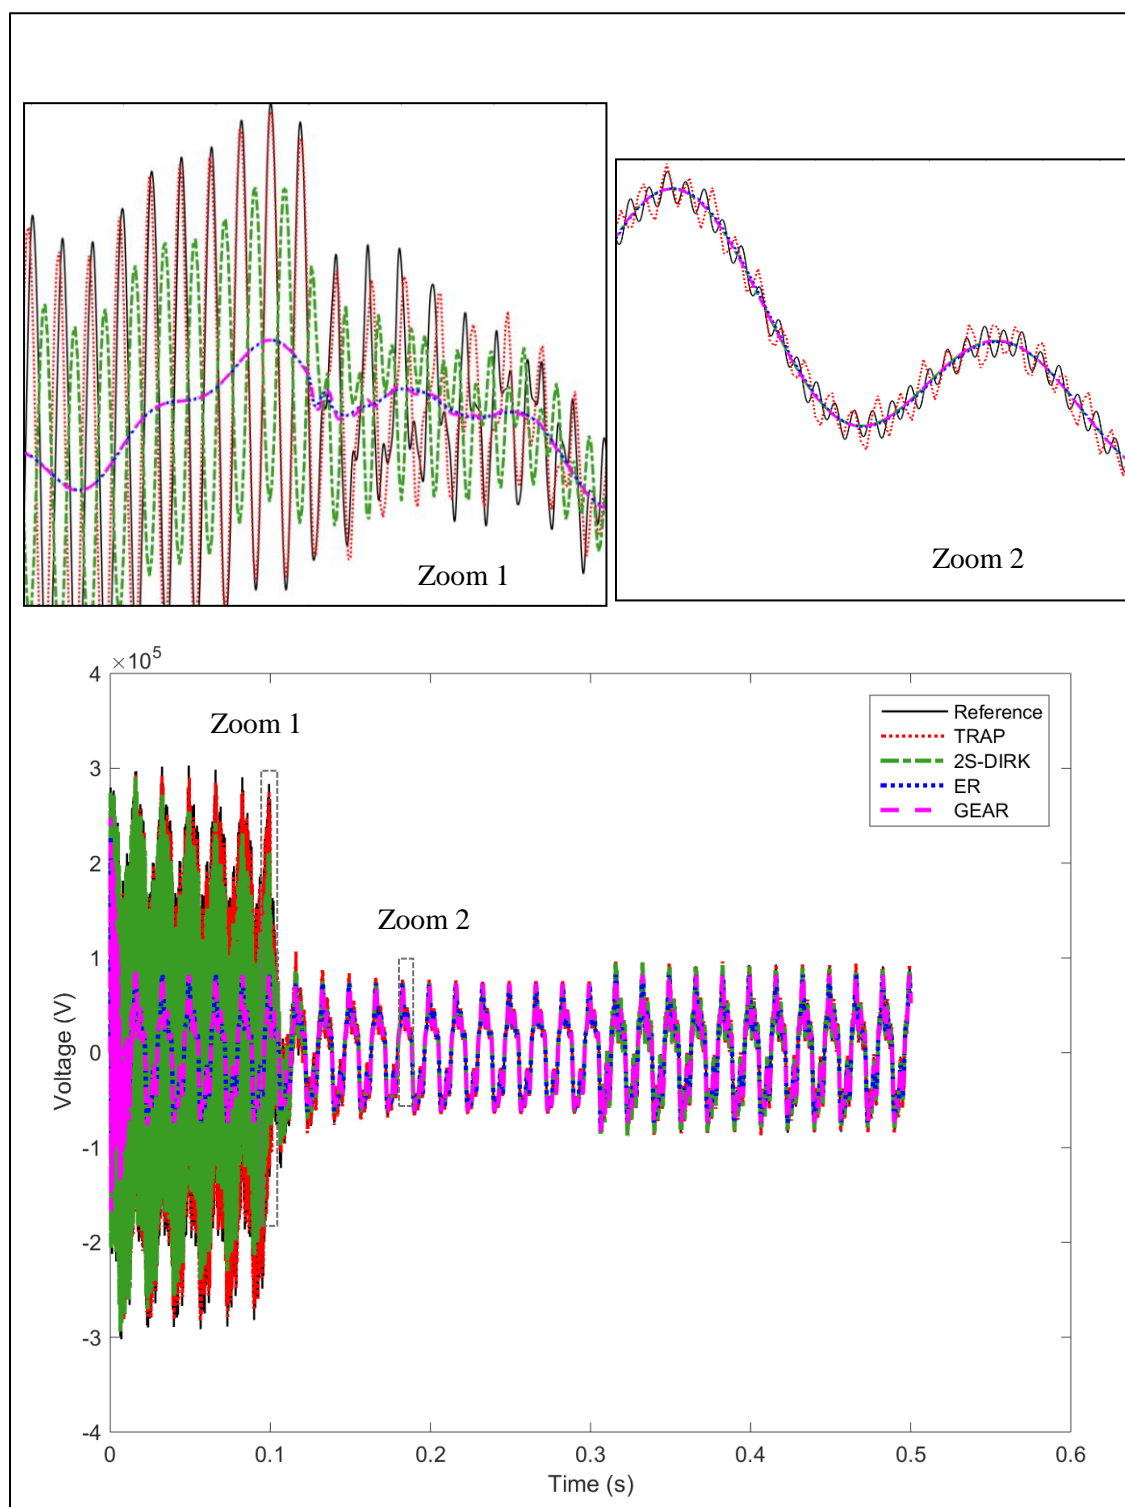 Zoom 1
Zoom 2
×10⁵
Zoom 1
Zoom 2
Reference
TRAP
2S-DIRK
ER
GEAR
4
3
2
1
0
-1
-2
-3
-4
Voltage (V)
0 0.1 0.2 0.3 0.4 0.5 0.6
Time (s)